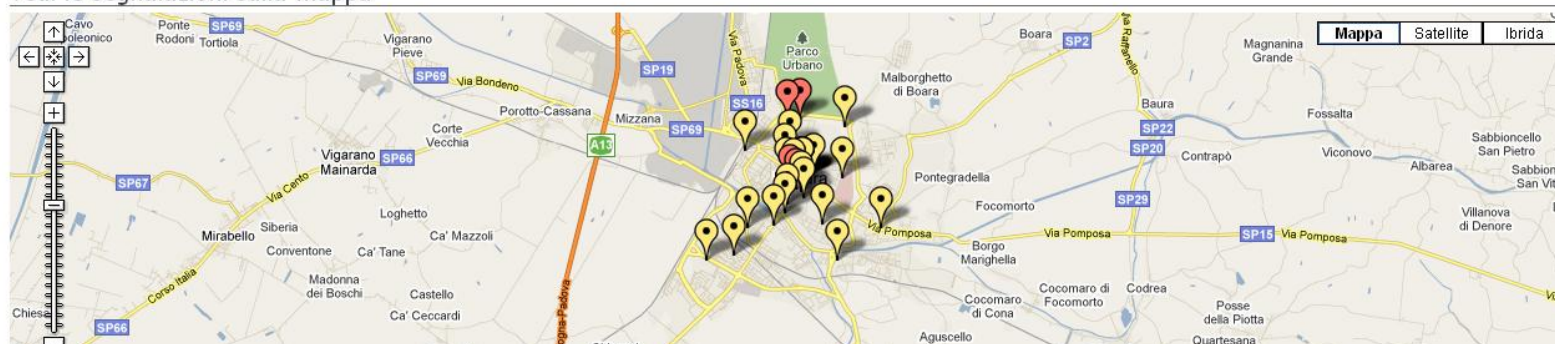 Cavo
Ponte
Rodoni
SP69
Tortiola
Vigarano
Pieve
SP69
Via Bondeno
SP19
Via Padova
Parco
Urbano
SS16
Boara
SP2
Via Raffanello
Magnanina
Grande
Mappa
Satellite
Ibrida
Malborghetto
di Boara
Porotto-Cassana
Mizzana
SP69
A13
Corte
Vecchia
Vigarano
Mainarda
SP66
SP67
Via Cento
Baura
SP22
SP20
Contrapò
Fossalta
Viconovo
Albarea
Sabbioncello
San Pietro
Pontegradella
SP29
Focomorto
Loghetto
Siberia
Mirabello
Conventone
Ca' Tane
Ca' Mazzoli
Via Pomposa
Via Pomposa
SP15
Via Pomposa
Villanova
di Denore
Borgo
Marighella
Corso Italia
Madonna
dei Boschi
Castello
Ca' Ceccardi
SP66
Cocomaro
di Cona
Cocomaro di
Focomorto
Codrea
Posse
della Piotta
Aguscello
Quartesana